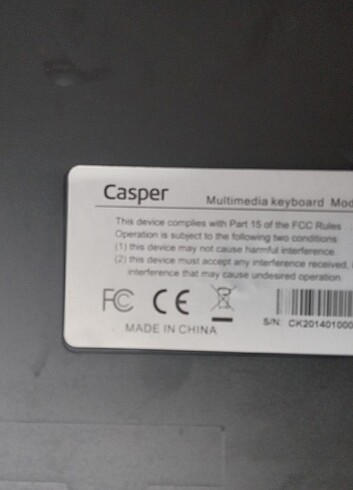 Casper
Multimedia keyboard Mod
This device complies with Part 15 of the FCC Rules
Operation is subject to the following two conditions
(1) this device may not cause harmful interference
(2) this device must accept any interference received,
interference that may cause undesired operation
FC CE
S/N: CK201401000
MADE IN CHINA